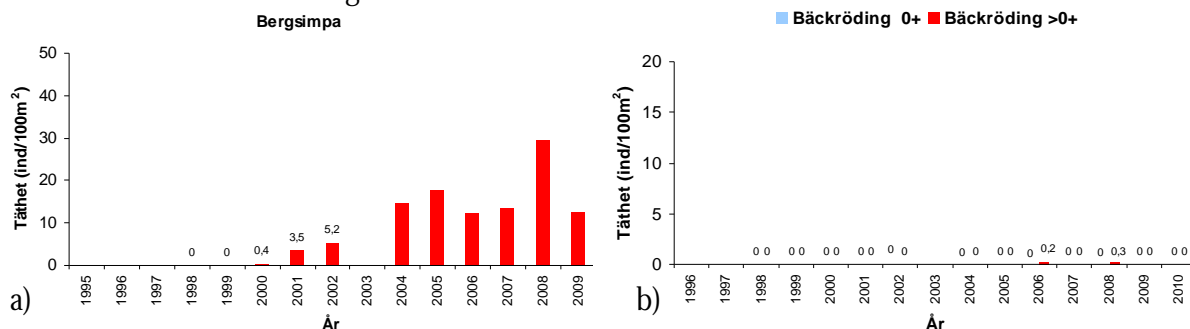 Bergsimpa
Täthet (ind/100m²)
50
40
30
20
10
0
0 0 0,4 3,5 5,2
1995 1996 1997 1998 1999 2000 2001 2002 2003 2004 2005 2006 2007 2008 2009
År
a)
Bäckröding 0+ Bäckröding >0+
Täthet (ind/100m²)
20
15
10
5
0
0 0 0 0 0 0 0 0 0 0 0 0 0 0 0 0,2 0 0 0 0,3 0 0 0 0
1996 1997 1998 1999 2000 2001 2002 2003 2004 2005 2006 2007 2008 2009 2010
År
b)